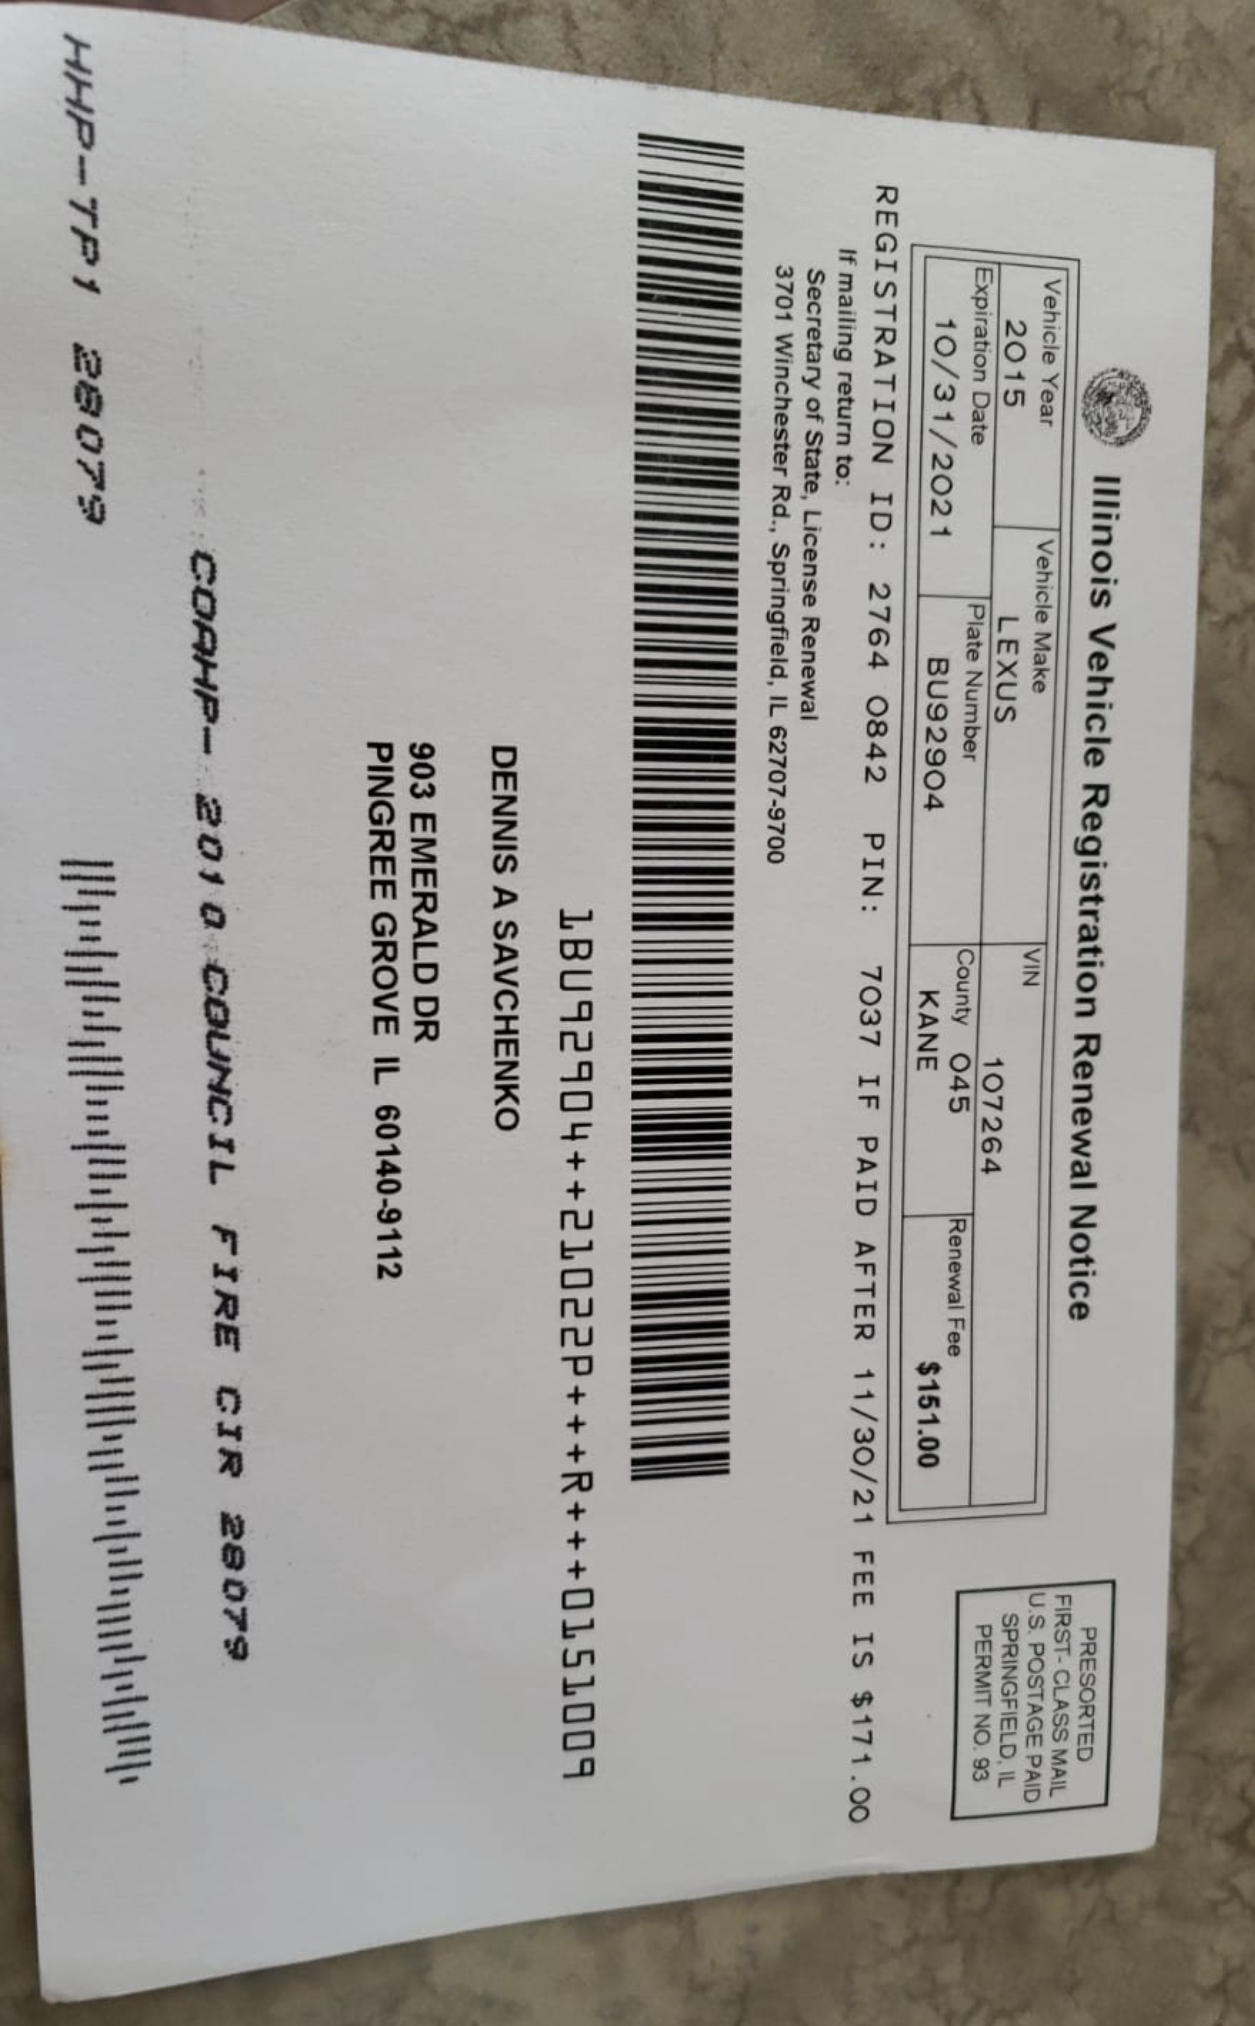 Illinois Vehicle Registration Renewal Notice
PRESORTED
FIRST-CLASS MAIL
U.S. POSTAGE PAID
SPRINGFIELD, IL
PERMIT NO. 93
Vehicle Year Vehicle Make VIN
2015 LEXUS 107264
Expiration Date Plate Number County 045 Renewal Fee
10/31/2021 BU92904 KANE $151.00
REGISTRATION ID: 2764 0842 PIN: 7037 IF PAID AFTER 11/30/21 FEE IS $171.00
If mailing return to:
Secretary of State, License Renewal
3701 Winchester Rd., Springfield, IL 62707-9700
1BU92904++21022P+++R+++0151009
DENNIS A SAVCHENKO
903 EMERALD DR
PINGREE GROVE IL 60140-9112
COAHP- 2010 COUNCIL FIRE CIR 28079
HHP-TP1 28079